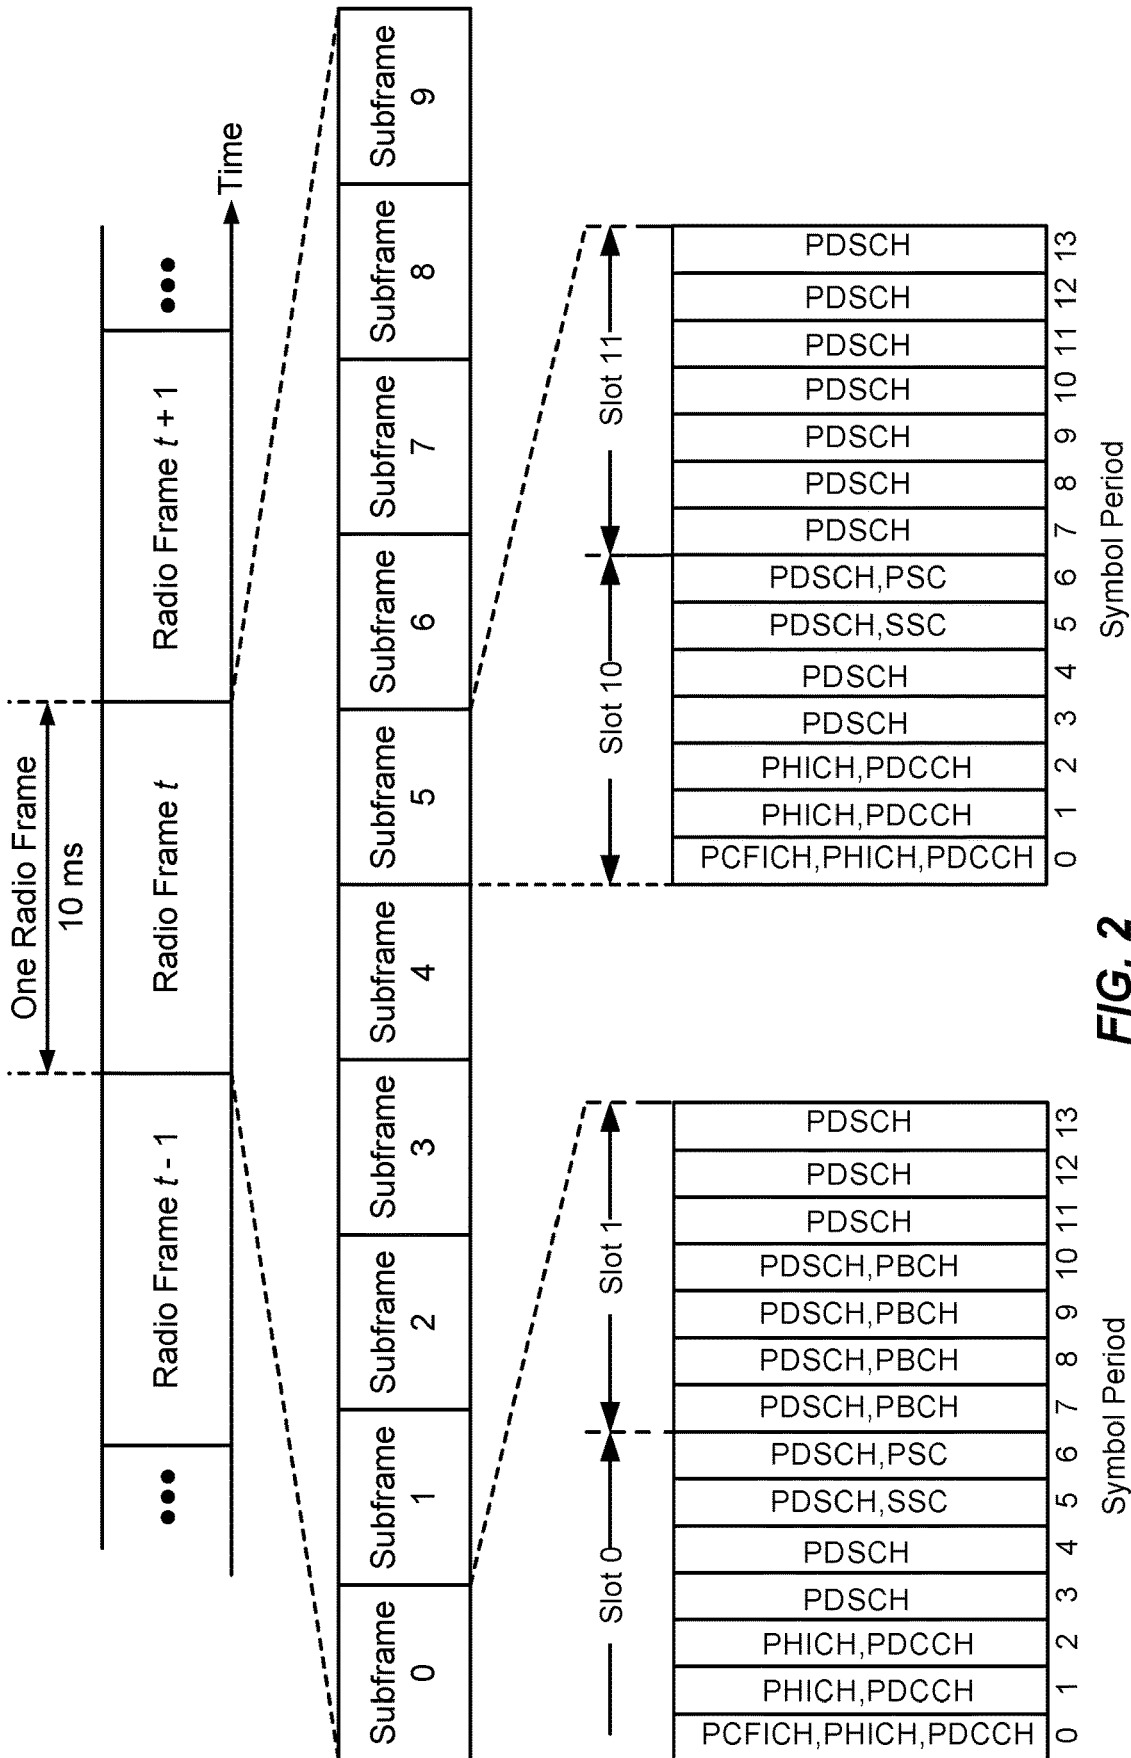 One Radio Frame
10 ms
Radio Frame t - 1
Radio Frame t
Radio Frame t + 1
Time
Subframe
0
Subframe
1
Subframe
2
Subframe
3
Subframe
4
Subframe
5
Subframe
6
Subframe
7
Subframe
8
Subframe
9
Slot 0
Slot 1
PCFICH,PHICH,PDCCH
PHICH,PDCCH
PHICH,PDCCH
PDSCH
PDSCH
PDSCH,SSC
PDSCH,PSC
PDSCH,PBCH
PDSCH,PBCH
PDSCH,PBCH
PDSCH,PBCH
PDSCH
PDSCH
PDSCH
0 1 2 3 4 5 6 7 8 9 10 11 12 13
Symbol Period
Slot 10
Slot 11
PCFICH,PHICH,PDCCH
PHICH,PDCCH
PHICH,PDCCH
PDSCH
PDSCH
PDSCH,SSC
PDSCH,PSC
PDSCH
PDSCH
PDSCH
PDSCH
PDSCH
PDSCH
PDSCH
0 1 2 3 4 5 6 7 8 9 10 11 12 13
Symbol Period
FIG. 2